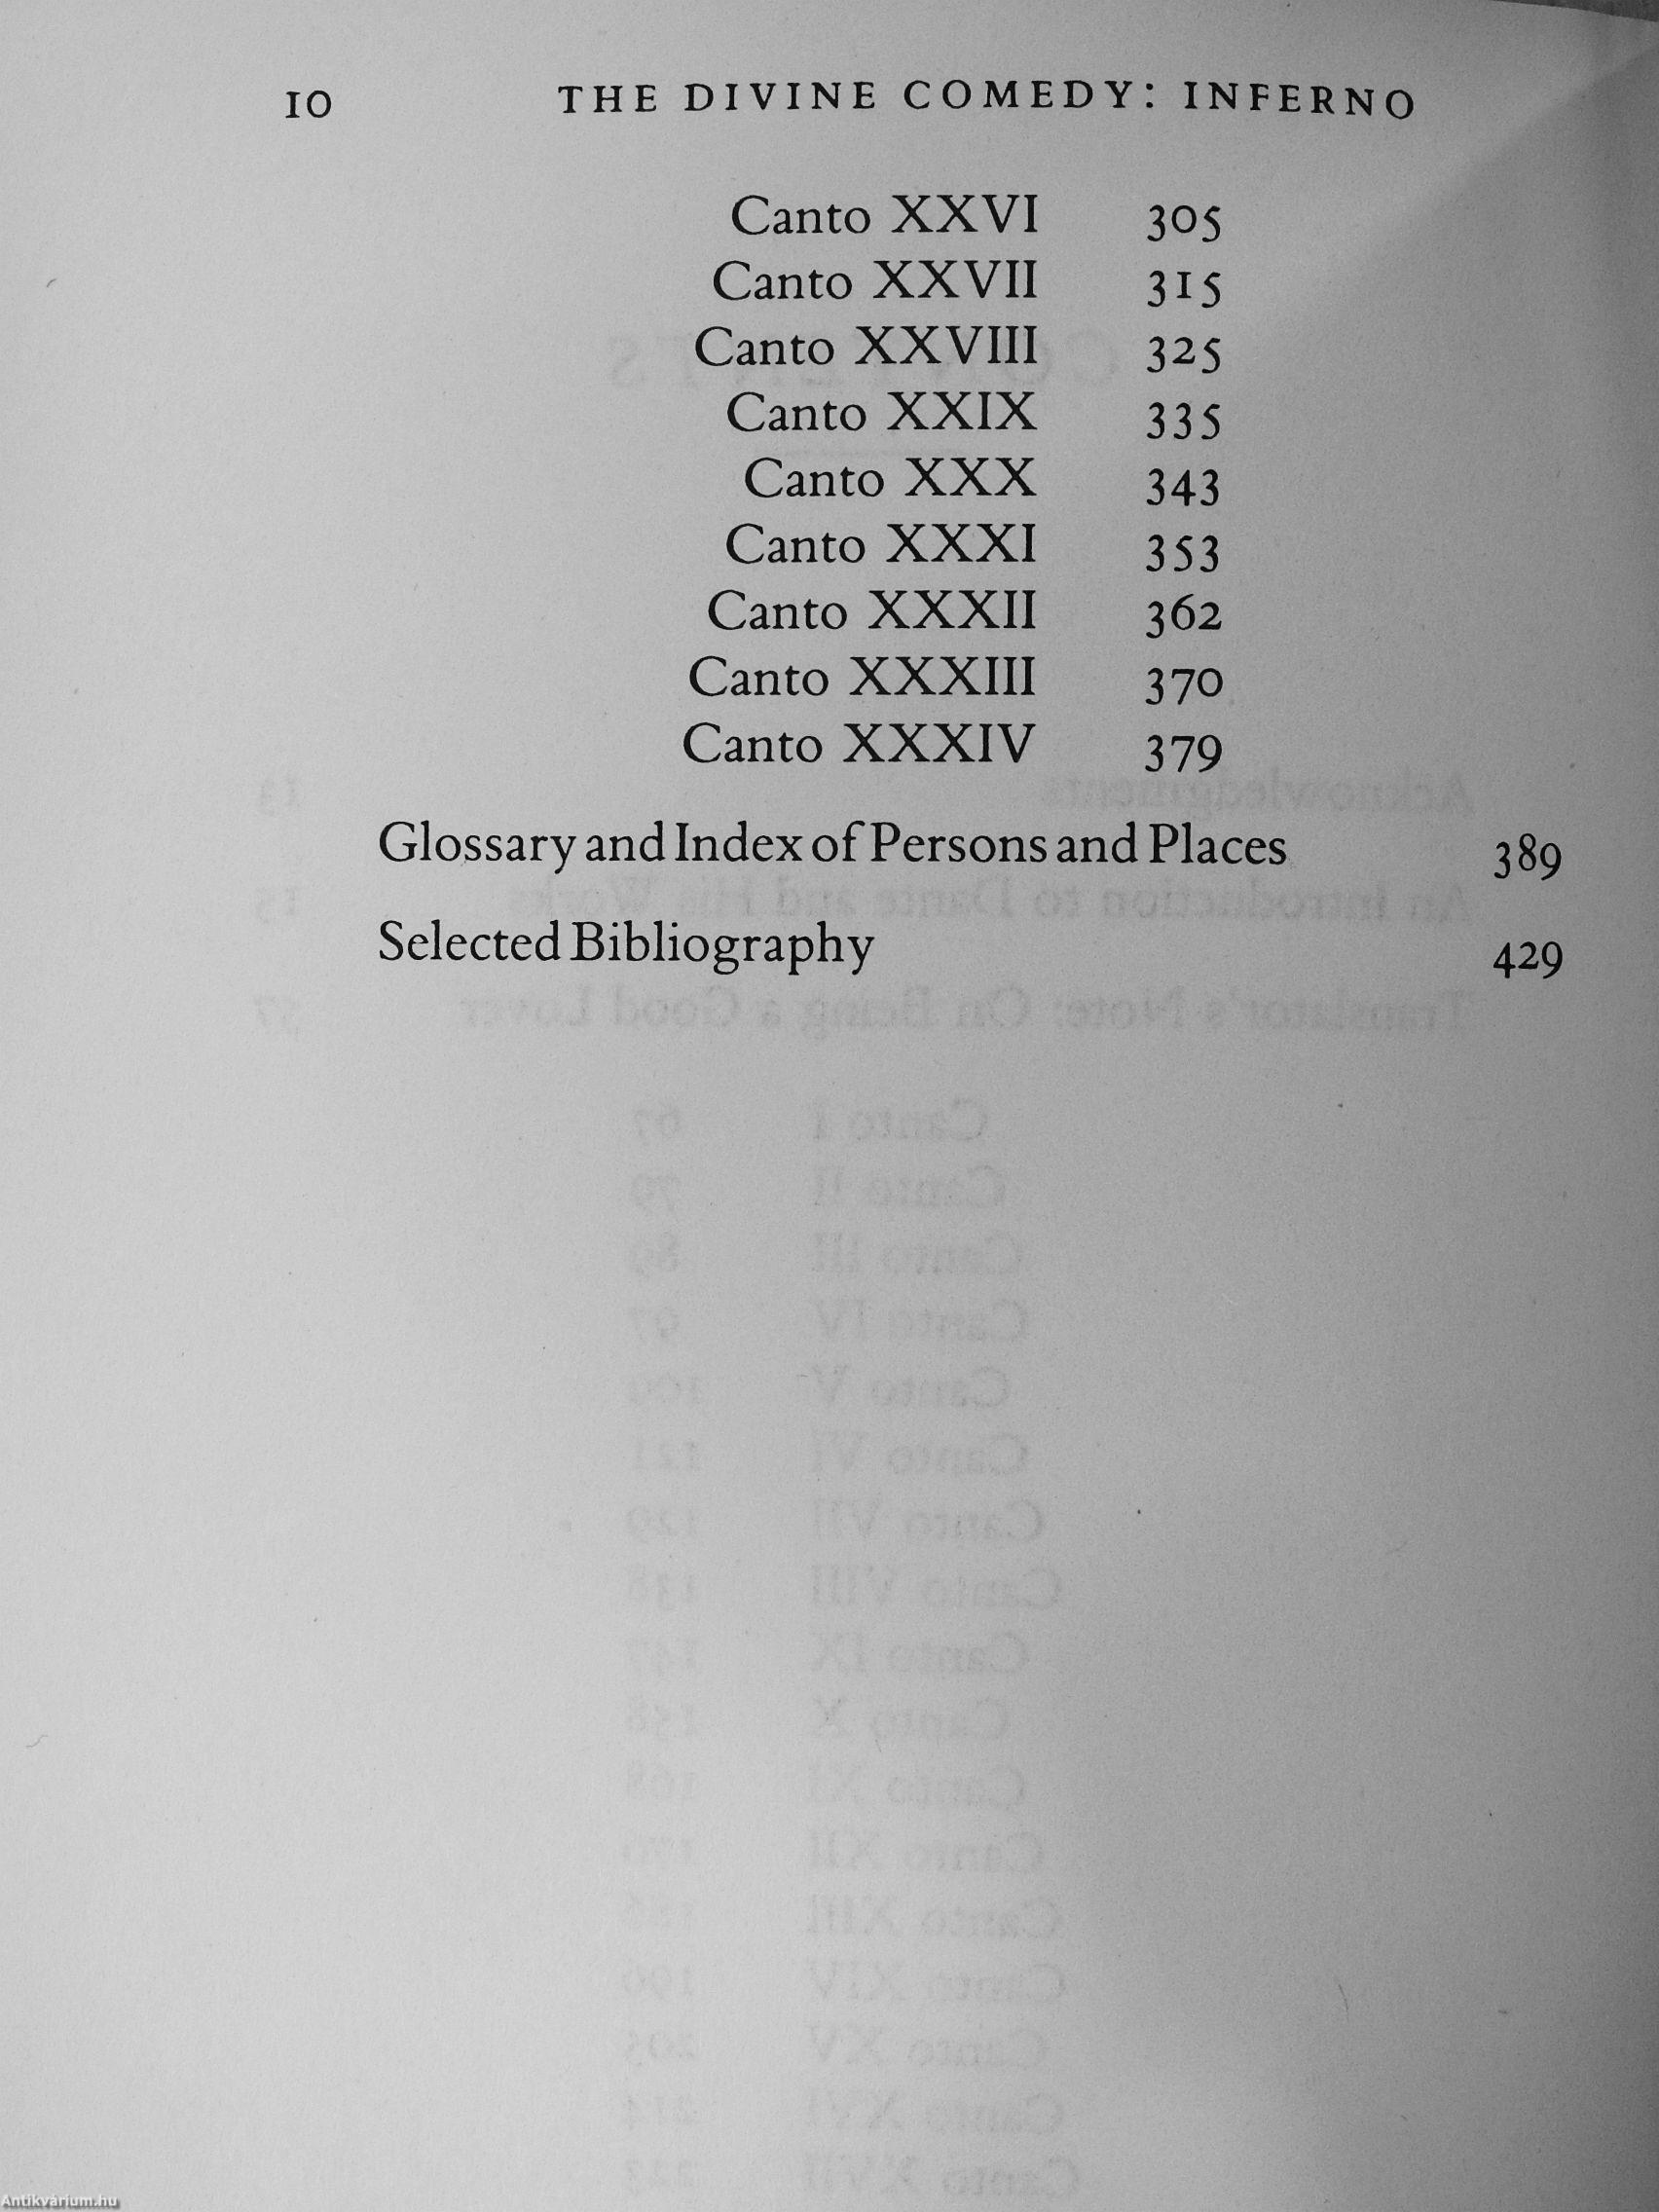 10 THE DIVINE COMEDY: INFERNO
Canto XXVI 305
Canto XXVII 315
Canto XXVIII 325
Canto XXIX 335
Canto XXX 343
Canto XXXI 353
Canto XXXII 362
Canto XXXIII 370
Canto XXXIV 379
Glossary and Index of Persons and Places 389
Selected Bibliography 429
Antikvárium.hu